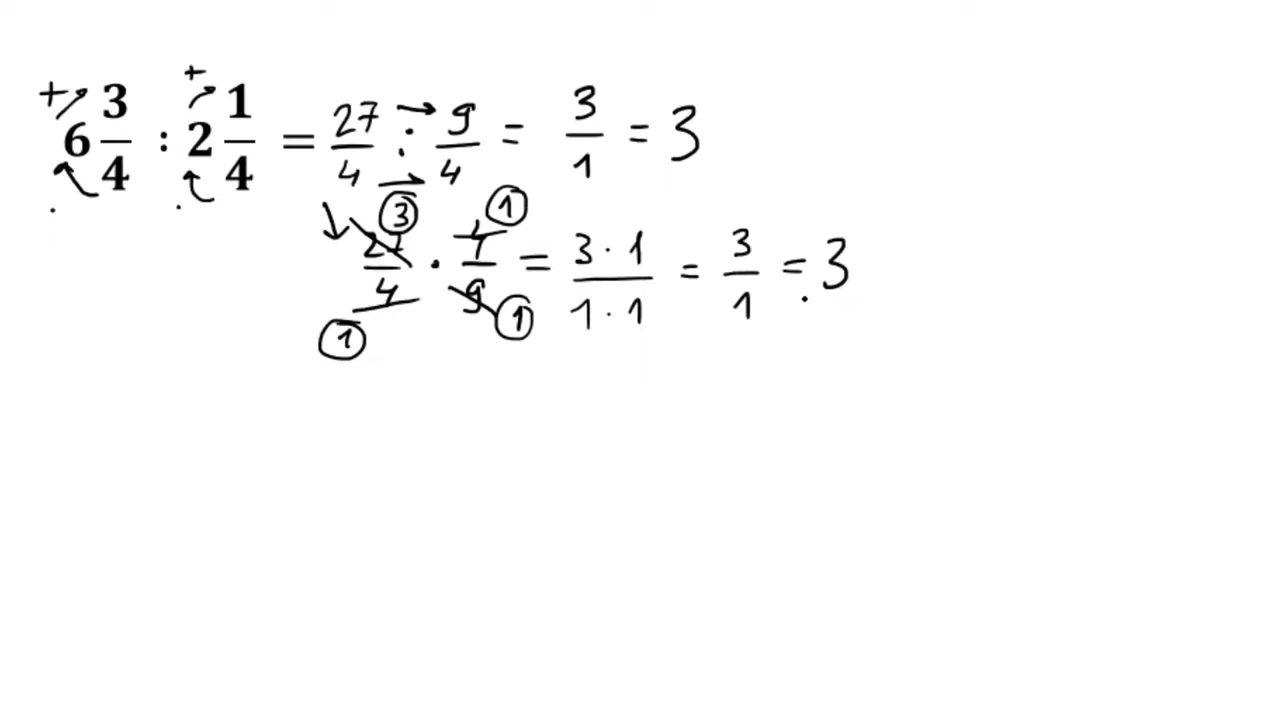 6 3/4 : 2 1/4 = 27/4 : 9/4 = 3/1 = 3
27/4 · 4/9 = 3·1/1·1 = 3/1 = 3